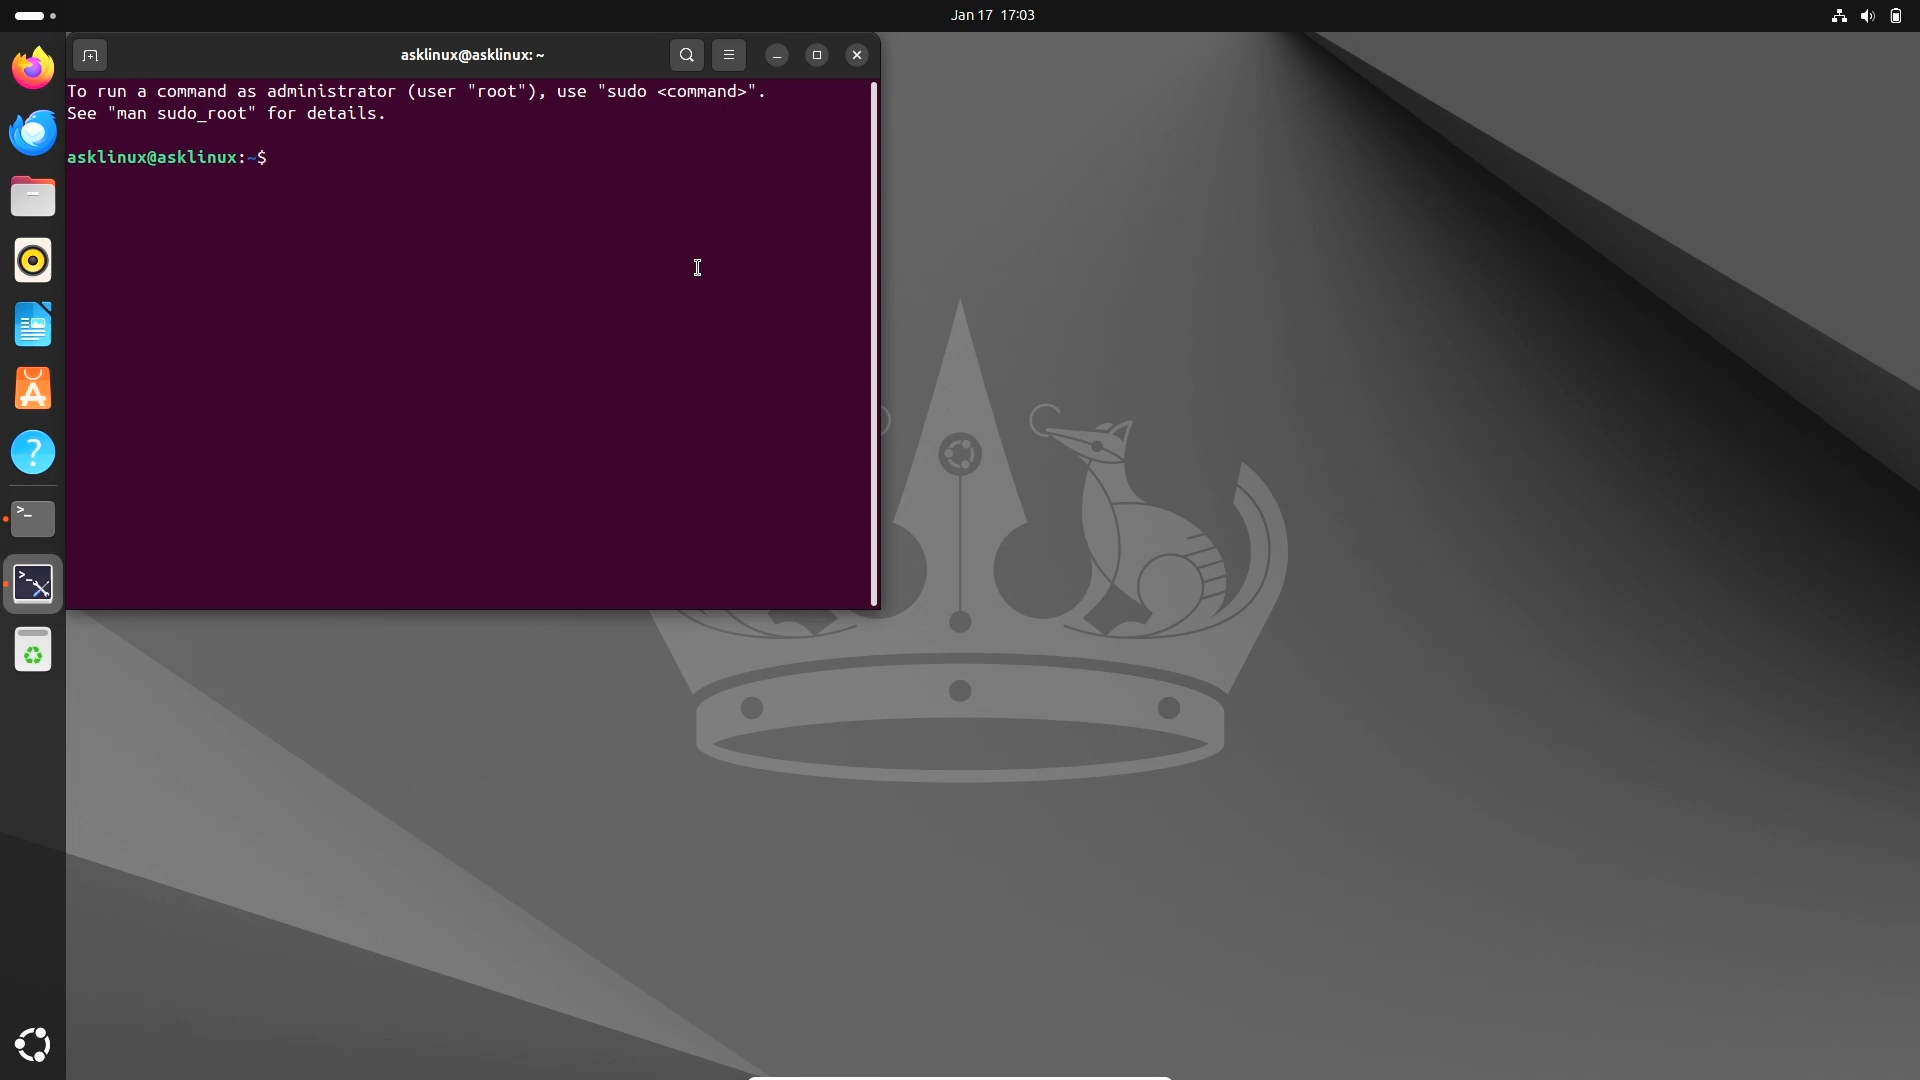 Jan 17 17:03
asklinux@asklinux: ~
To run a command as administrator (user "root"), use "sudo <command>".
See "man sudo_root" for details.
asklinux@asklinux:~$